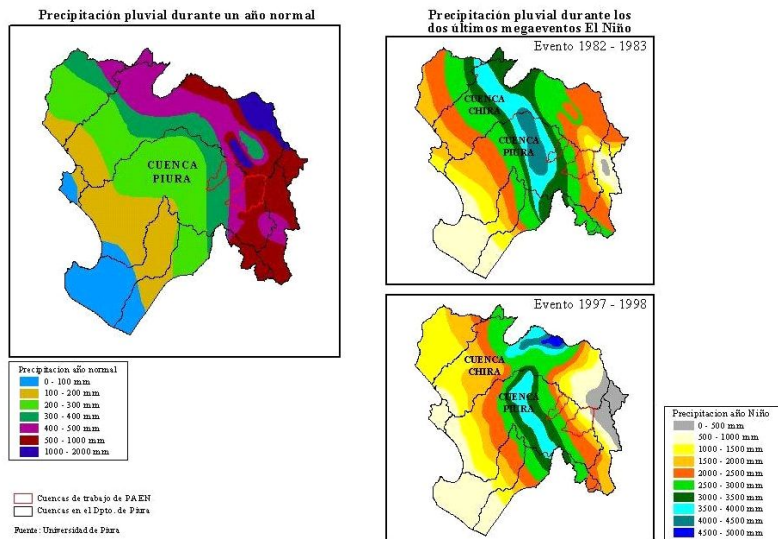 Precipitación pluvial durante un año normal
CUENCA
PIURA
Precipitacion año normal
0 - 100 mm
100 - 200 mm
200 - 300 mm
300 - 400 mm
400 - 500 mm
500 - 1000 mm
1000 - 2000 mm
Cuencas de trabajo de PAEN
Cuencas en el Dpto. de Piura
Fuente: Universidad de Piura
Precipitación pluvial durante los
dos últimos megaeventos El Niño
Evento 1982 - 1983
CUENCA
CHIRA
CUENCA
PIURA
Evento 1997 - 1998
CUENCA
CHIRA
CUENCA
PIURA
Precipitacion año Niño
0 - 500 mm
500 - 1000 mm
1000 - 1500 mm
1500 - 2000 mm
2000 - 2500 mm
2500 - 3000 mm
3000 - 3500 mm
3500 - 4000 mm
4000 - 4500 mm
4500 - 5000 mm